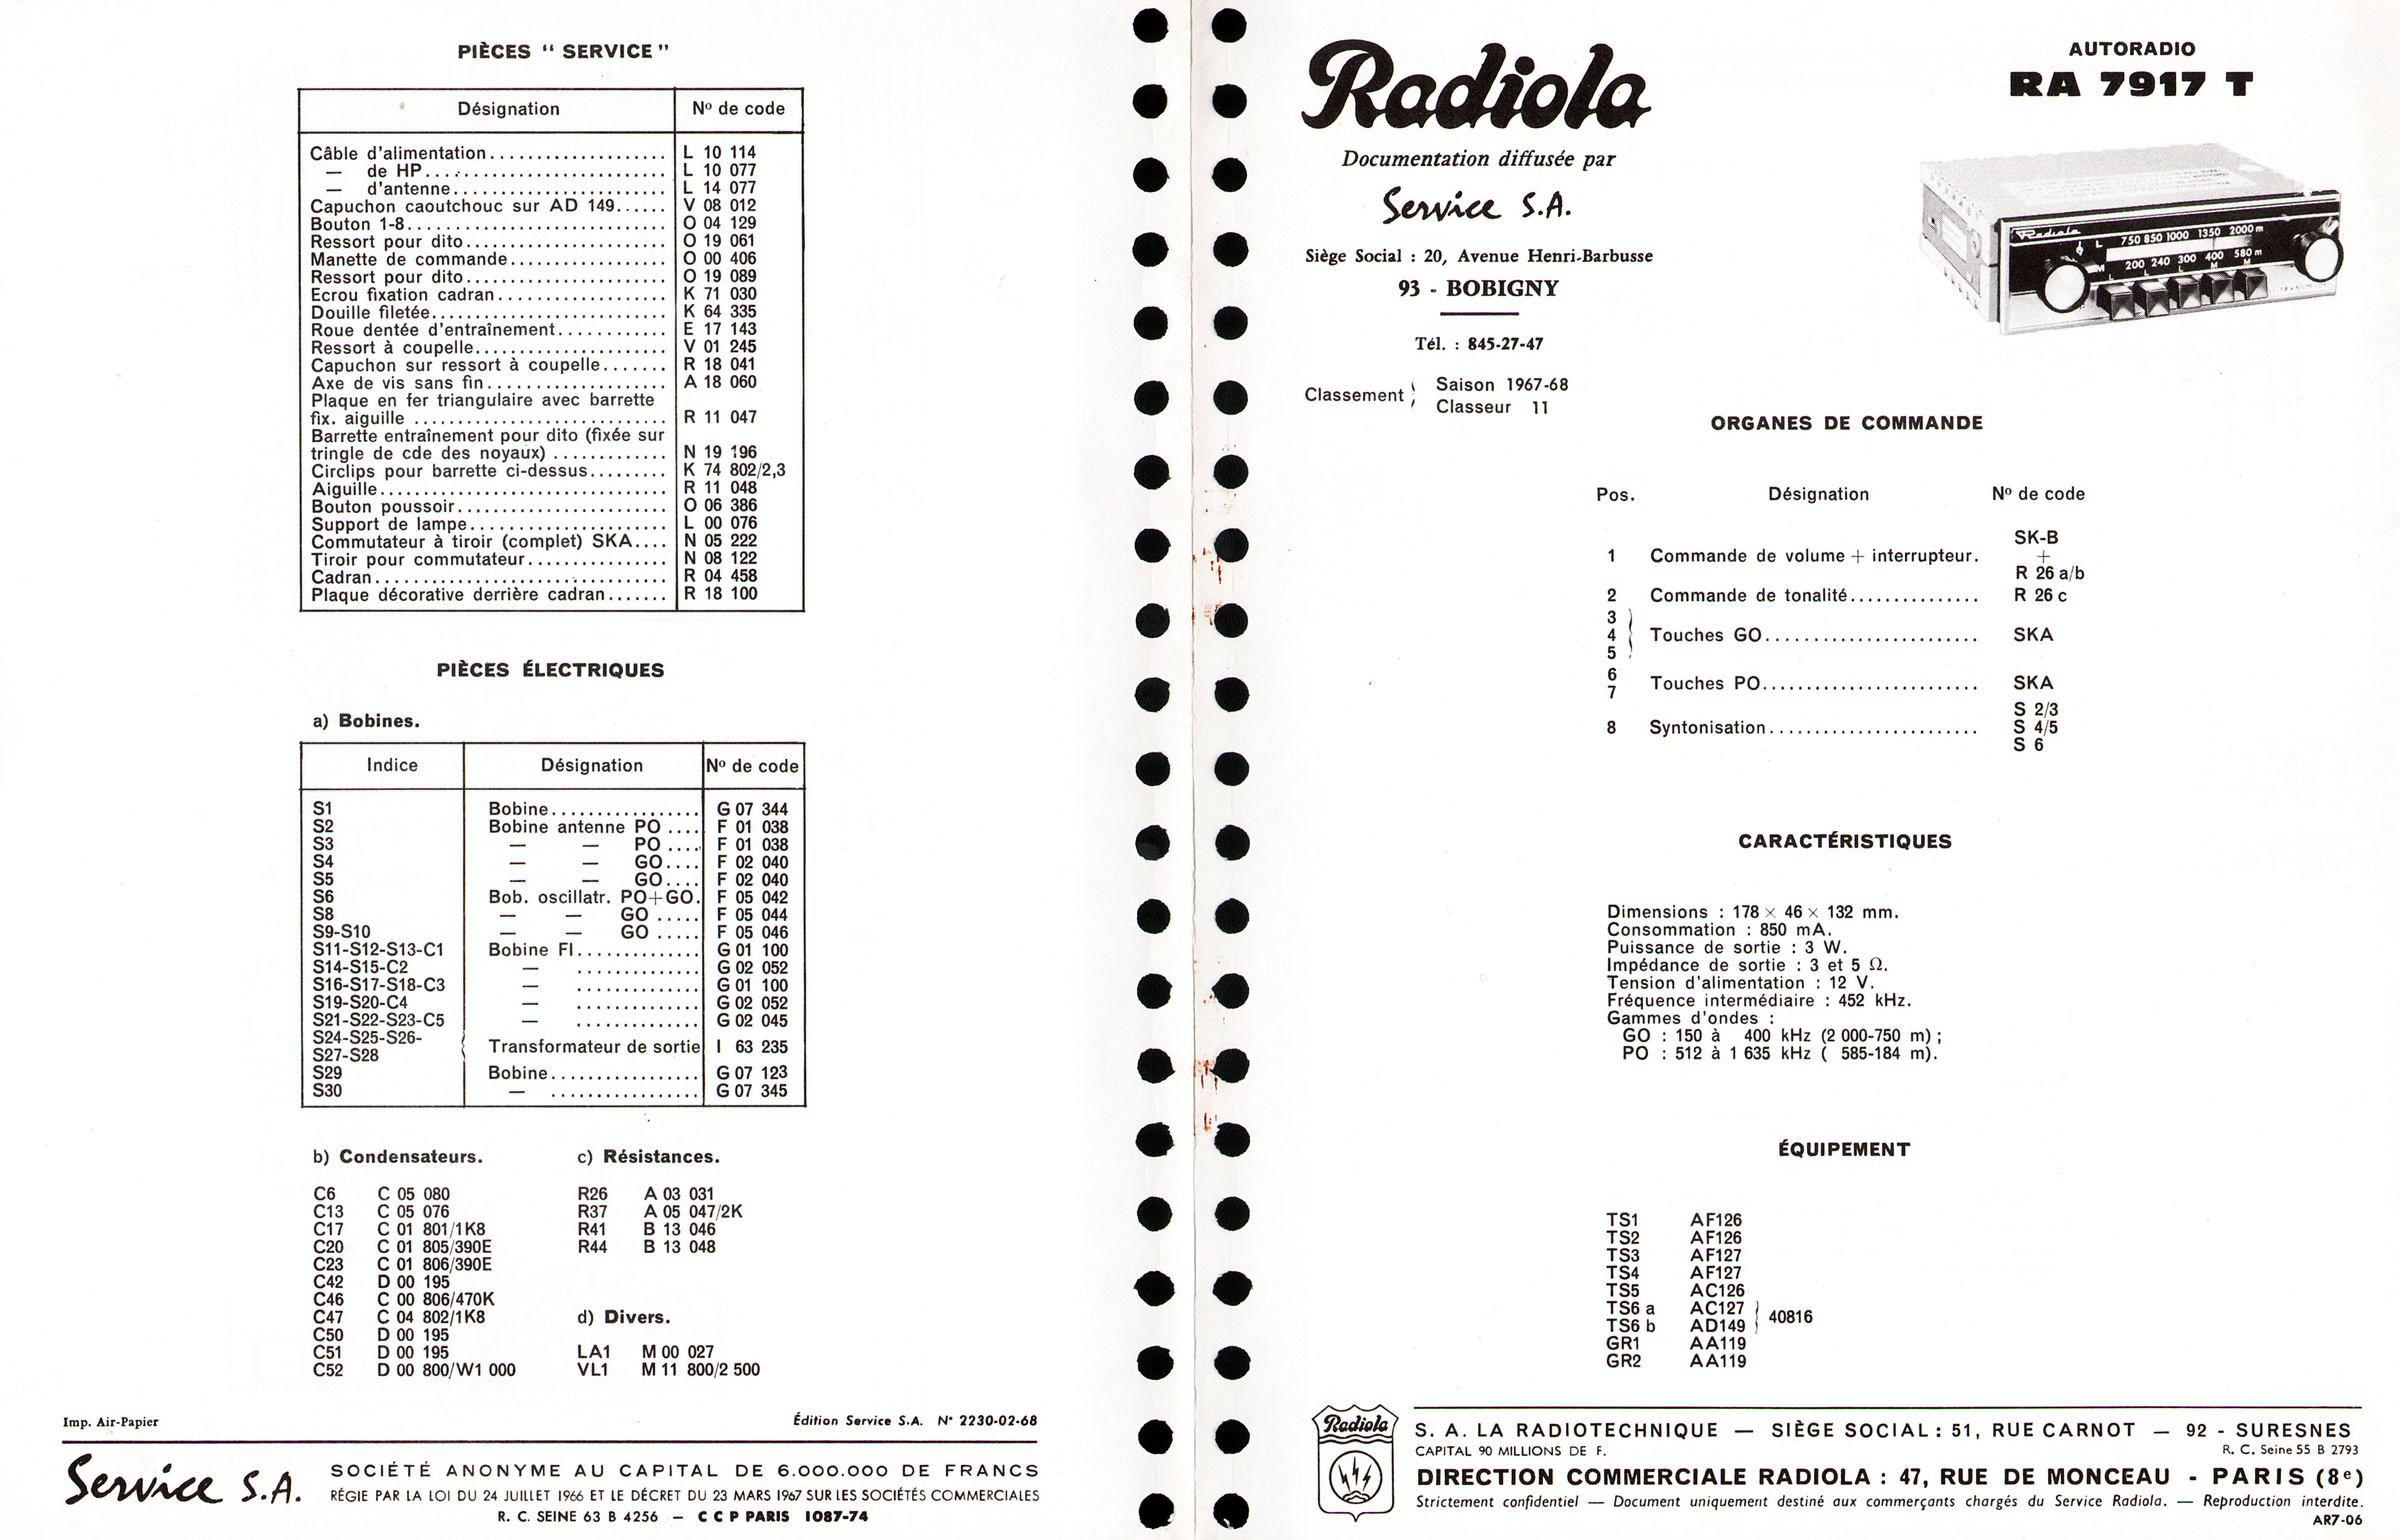 PIÈCES “ SERVICE ”
Désignation N° de code
Câble d'alimentation.................... L 10 114
— de HP.......................... L 10 077
— d'antenne....................... L 14 077
Capuchon caoutchouc sur AD 149...... V 08 012
Bouton 1-8............................ O 04 129
Ressort pour dito...................... O 19 061
Manette de commande................. O 00 406
Ressort pour dito...................... O 19 089
Ecrou fixation cadran.................. K 71 030
Douille filetée......................... K 64 335
Roue dentée d'entraînement............ E 17 143
Ressort à coupelle..................... V 01 245
Capuchon sur ressort à coupelle....... R 18 041
Axe de vis sans fin.................... A 18 060
Plaque en fer triangulaire avec barrette
fix. aiguille ........................... R 11 047
Barrette entraînement pour dito (fixée sur
tringle de cde des noyaux) ............ N 19 196
Circlips pour barrette ci-dessus......... K 74 802/2,3
Aiguille............................... R 11 048
Bouton poussoir....................... O 06 386
Support de lampe..................... L 00 076
Commutateur à tiroir (complet) SKA.... N 05 222
Tiroir pour commutateur............... N 08 122
Cadran............................... R 04 458
Plaque décorative derrière cadran....... R 18 100
PIÈCES ÉLECTRIQUES
a) Bobines.
Indice Désignation N° de code
S1 Bobine................ G 07 344
S2 Bobine antenne PO .... F 01 038
S3 — — PO .... F 01 038
S4 — — GO.... F 02 040
S5 — — GO.... F 02 040
S6 Bob. oscillatr. PO+GO. F 05 042
S8 — — GO ..... F 05 044
S9-S10 — — GO ..... F 05 046
S11-S12-S13-C1 Bobine FI............. G 01 100
S14-S15-C2 — ............. G 02 052
S16-S17-S18-C3 — ............. G 01 100
S19-S20-C4 — ............. G 02 052
S21-S22-S23-C5 — ............. G 02 045
S24-S25-S26-
S27-S28 Transformateur de sortie I 63 235
S29 Bobine................ G 07 123
S30 — ................ G 07 345
b) Condensateurs.
C6 C 05 080
C13 C 05 076
C17 C 01 801/1K8
C20 C 01 805/390E
C23 C 01 806/390E
C42 D 00 195
C46 C 00 806/470K
C47 C 04 802/1K8
C50 D 00 195
C51 D 00 195
C52 D 00 800/W1 000
c) Résistances.
R26 A 03 031
R37 A 05 047/2K
R41 B 13 046
R44 B 13 048
d) Divers.
LA1 M 00 027
VL1 M 11 800/2 500
Imp. Air-Papier
Édition Service S.A. N° 2230-02-68
Service S.A.
SOCIÉTÉ ANONYME AU CAPITAL DE 6.000.000 DE FRANCS
RÉGIE PAR LA LOI DU 24 JUILLET 1966 ET LE DÉCRET DU 23 MARS 1967 SUR LES SOCIÉTÉS COMMERCIALES
R. C. SEINE 63 B 4256 — C C P PARIS 1087-74
Radiola
Documentation diffusée par
Service S.A.
Siège Social : 20, Avenue Henri-Barbusse
93 - BOBIGNY
Tél. : 845-27-47
Classement
Saison 1967-68
Classeur 11
AUTORADIO
RA 7917 T
Radiola
L 750 850 1000 1350 2000 m
M 200 240 300 400 580 m
L L L M M
ORGANES DE COMMANDE
Pos. Désignation N° de code
SK-B
1 Commande de volume + interrupteur. +
R 26 a/b
2 Commande de tonalité............... R 26 c
3
4 Touches GO........................ SKA
5
6
7 Touches PO........................ SKA
S 2/3
8 Syntonisation........................ S 4/5
S 6
CARACTÉRISTIQUES
Dimensions : 178 × 46 × 132 mm.
Consommation : 850 mA.
Puissance de sortie : 3 W.
Impédance de sortie : 3 et 5 Ω.
Tension d'alimentation : 12 V.
Fréquence intermédiaire : 452 kHz.
Gammes d'ondes :
GO : 150 à 400 kHz (2 000-750 m) ;
PO : 512 à 1 635 kHz ( 585-184 m).
ÉQUIPEMENT
TS1 AF126
TS2 AF126
TS3 AF127
TS4 AF127
TS5 AC126
TS6 a AC127
40816
TS6 b AD149
GR1 AA119
GR2 AA119
Radiola
S. A. LA RADIOTECHNIQUE — SIÈGE SOCIAL : 51, RUE CARNOT — 92 - SURESNES
CAPITAL 90 MILLIONS DE F. R. C. Seine 55 B 2793
DIRECTION COMMERCIALE RADIOLA : 47, RUE DE MONCEAU - PARIS (8e)
Strictement confidentiel — Document uniquement destiné aux commerçants chargés du Service Radiola. — Reproduction interdite.
AR7-06